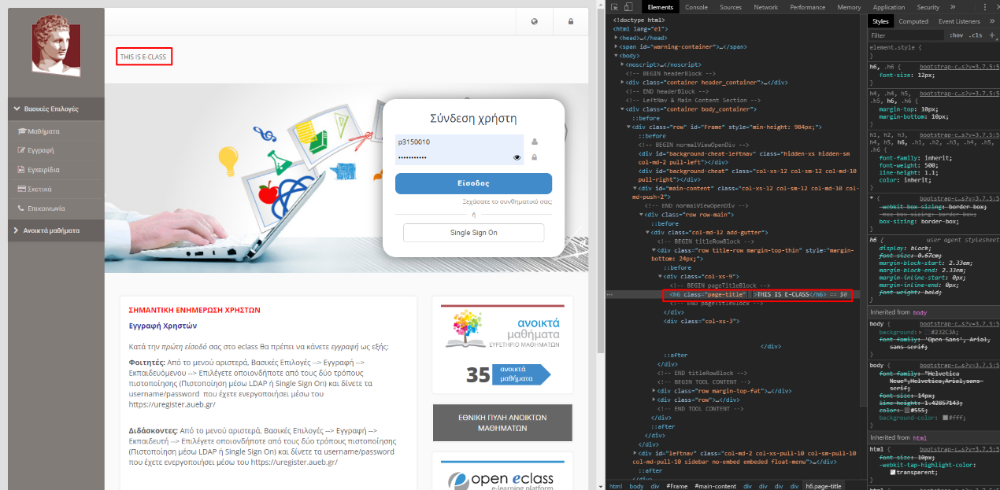 THIS IS E-CLASS
Βασικές Επιλογές
Μαθήματα
Εγγραφή
Εγχειρίδια
Σχετικά
Επικοινωνία
Ανοικτά μαθήματα
Σύνδεση χρήστη
p3150010
•••••••••••
Είσοδος
Ξεχάσατε το συνθηματικό σας;
ή
Single Sign On
ΣΗΜΑΝΤΙΚΗ ΕΝΗΜΕΡΩΣΗ ΧΡΗΣΤΩΝ
Εγγραφή Χρηστών
Κατά την πρώτη είσοδό σας στο eclass θα πρέπει να κάνετε εγγραφή ως εξής:
Φοιτητές: Από το μενού αριστερά, Βασικές Επιλογές --> Εγγραφή -->
Εκπαιδευόμενου --> Επιλέγετε οποιονδήποτε από τους δύο τρόπους
πιστοποίησης (Πιστοποίηση μέσω LDAP ή Single Sign On) και δίνετε τα
username/password που έχετε ενεργοποιήσει μέσω του
https://uregister.aueb.gr/
Διδάσκοντες: Από το μενού αριστερά, Βασικές Επιλογές --> Εγγραφή -->
Εκπαιδευτή --> Επιλέγετε οποιονδήποτε από τους δύο τρόπους πιστοποίησης
(Πιστοποίηση μέσω LDAP ή Single Sign On) και δίνετε τα username/password
που έχετε ενεργοποιήσει μέσω του https://uregister.aueb.gr/
ανοικτά
μαθήματα
ΕΥΡΕΤΗΡΙΟ ΜΑΘΗΜΑΤΩΝ
35 ανοικτά
μαθήματα
ΕΘΝΙΚΗ ΠΥΛΗ ΑΝΟΙΚΤΩΝ
ΜΑΘΗΜΑΤΩΝ
open eclass
e-learning platform
Elements Console Sources Network Performance Memory Application Security »
<!doctype html>
<html lang="el">
<head>…</head>
<span id="warning-container">…</span>
<body>
<noscript>…</noscript>
<!-- BEGIN headerBlock -->
<div class="container header_container">…</div>
<!-- END headerBlock -->
<!-- LeftNav & Main Content Section -->
<div class="container body_container">
::before
<div class="row" id="Frame" style="min-height: 984px;">
::before
<!-- BEGIN normalViewOpenDiv -->
<div id="background-cheat-leftnav" class="hidden-xs hidden-sm
col-md-2 pull-left"></div>
<div id="background-cheat" class="col-xs-12 col-sm-12 col-md-10
pull-right"></div>
<div id="main-content" class="col-xs-12 col-sm-12 col-md-10 col-
md-push-2">
<!-- END normalViewOpenDiv -->
<div class="row row-main">
::before
<div class="col-md-12 add-gutter">
<!-- BEGIN titleRowBlock -->
<div class="row title-row margin-top-thin" style="margin-
bottom: 24px;">
::before
<div class="col-xs-9">
<!-- BEGIN pageTitleBlock -->
<h6 class="page-title" >THIS IS E-CLASS</h6> == $0
<!-- END pageTitleBlock -->
</div>
<div class="col-xs-3">
</div>
::after
</div>
<!-- END titleRowBlock -->
<!-- BEGIN TOOL CONTENT -->
<div class="row margin-top-fat">…</div>
<div class="row">…</div>
<!-- END TOOL CONTENT -->
</div>
::after
</div>
</div>
<div id="leftnav" class="col-md-2 col-xs-pull-10 col-sm-pull-10
col-md-pull-10 sidebar no-embed embeded float-menu">…</div>
::after
</div>
html body div #Frame #main-content div div div div h6.page-title
Styles Computed Event Listeners »
Filter :hov .cls +
element.style {
}
h6, .h6 { bootstrap-c…s?v=3.7.5:5
font-size: 12px;
}
h4, .h4, h5, bootstrap-c…s?v=3.7.5:5
.h5, h6, .h6 {
margin-top: 10px;
margin-bottom: 10px;
}
h1, h2, h3, bootstrap-c…s?v=3.7.5:5
h4, h5, h6, .h1, .h2, .h3, .h4, .h5,
.h6 {
font-family: inherit;
font-weight: 500;
line-height: 1.1;
color: inherit;
}
* { bootstrap-c…s?v=3.7.5:5
-webkit-box-sizing: border-box;
-moz-box-sizing: border-box;
box-sizing: border-box;
}
h6 { user agent stylesheet
display: block;
font-size: 0.67em;
margin-block-start: 2.33em;
margin-block-end: 2.33em;
margin-inline-start: 0px;
margin-inline-end: 0px;
font-weight: bold;
}
Inherited from body
body { bootstrap-c…s?v=3.7.5:5
background: #232C3A;
font-family: 'Open Sans', Arial,
sans-serif;
}
body { bootstrap-c…s?v=3.7.5:5
font-family: "Helvetica
Neue",Helvetica,Arial,sans-
serif;
font-size: 14px;
line-height: 1.42857143;
color: #555;
background-color: #fff;
}
Inherited from html
html { bootstrap-c…s?v=3.7.5:5
font-size: 10px;
-webkit-tap-highlight-color:
transparent;
}